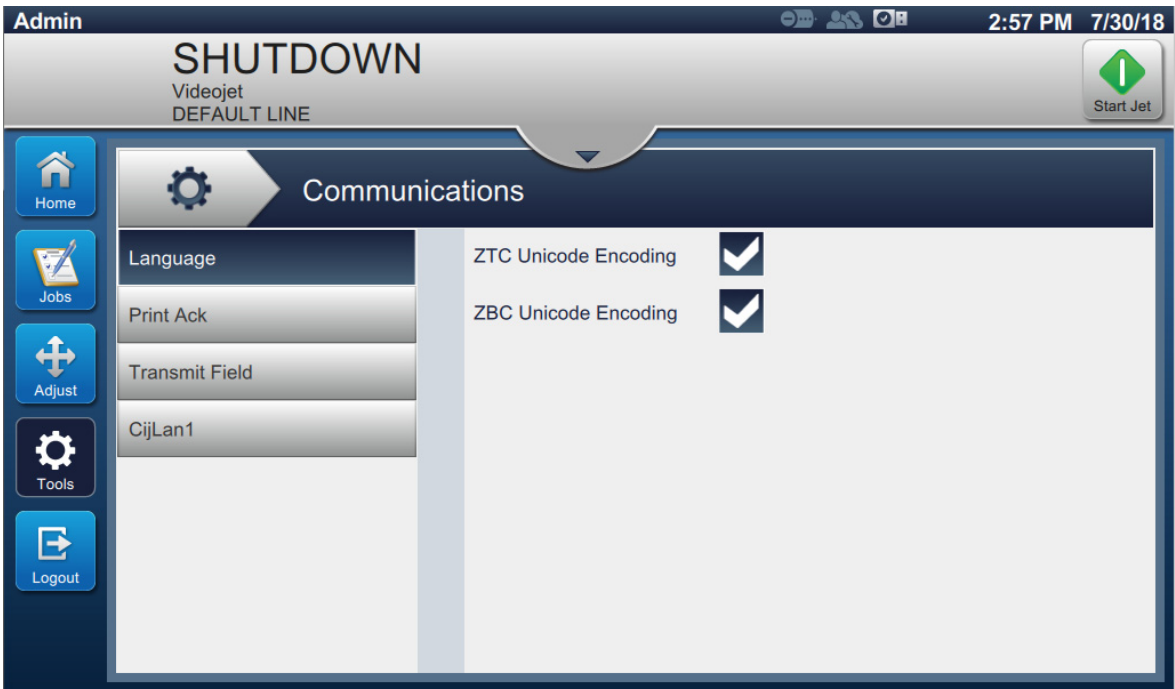 Admin
2:57 PM 7/30/18
SHUTDOWN
Videojet
DEFAULT LINE
Start Jet
Home
Jobs
Adjust
Tools
Logout
Communications
Language
Print Ack
Transmit Field
CijLan1
ZTC Unicode Encoding
ZBC Unicode Encoding